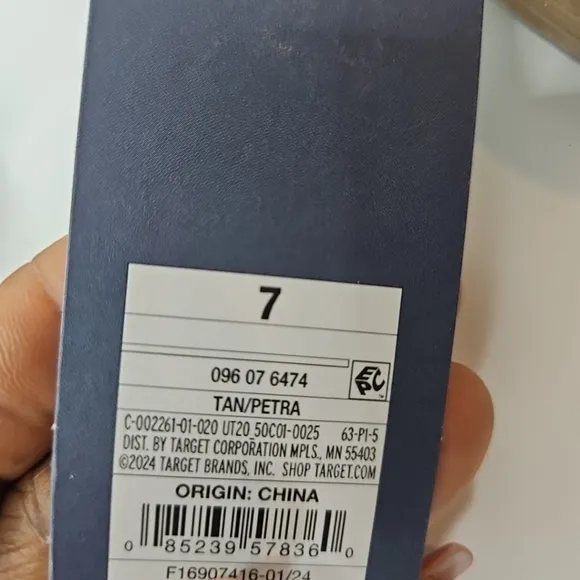 7
096 07 6474
EPC™
TAN/PETRA
C-002261-01-020 UT20 50C01-0025 63-P1-5
DIST. BY TARGET CORPORATION MPLS., MN 55403
©2024 TARGET BRANDS, INC. SHOP TARGET.COM
ORIGIN: CHINA
0 85239 57836 0
F16907416-01/24